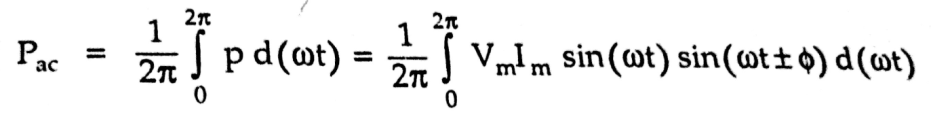 P_ac = 1/2π ∫_0^2π p d(ωt) = 1/2π ∫_0^2π V_m I_m sin(ωt) sin(ωt ± φ) d(ωt)